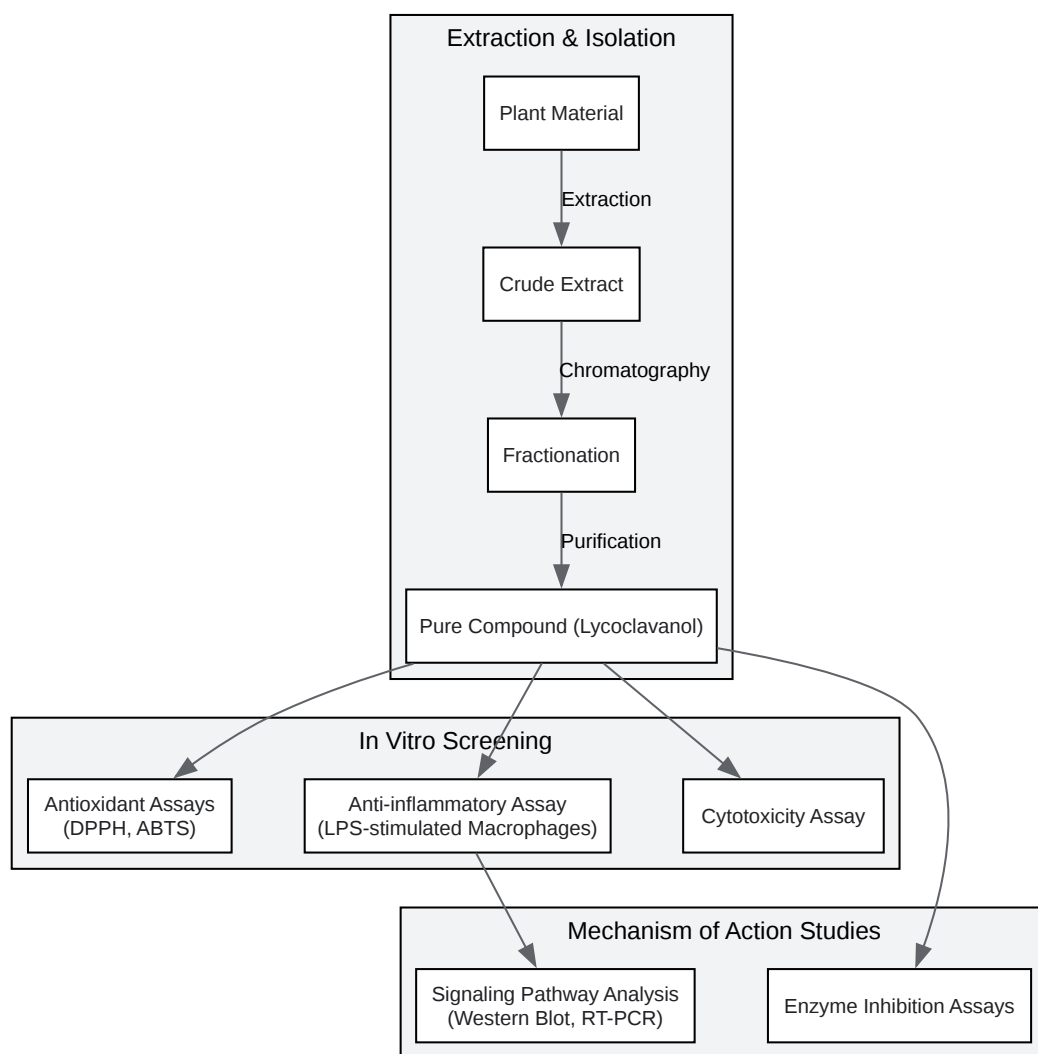 Extraction & Isolation
Plant Material
Extraction
Crude Extract
Chromatography
Fractionation
Purification
Pure Compound (Lycoclavanol)
In Vitro Screening
Antioxidant Assays
(DPPH, ABTS)
Anti-inflammatory Assay
(LPS-stimulated Macrophages)
Cytotoxicity Assay
Mechanism of Action Studies
Signaling Pathway Analysis
(Western Blot, RT-PCR)
Enzyme Inhibition Assays